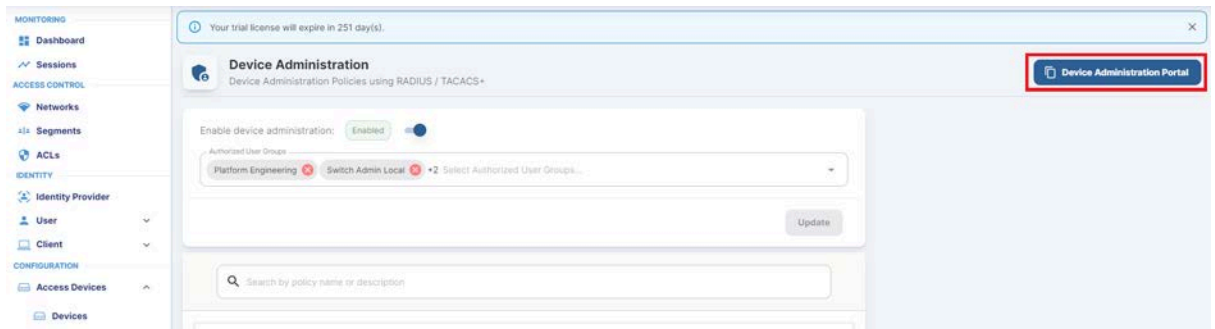 MONITORING
Dashboard
Sessions
ACCESS CONTROL
Networks
Segments
ACLs
IDENTITY
Identity Provider
User
Client
CONFIGURATION
Access Devices
Devices
Your trial license will expire in 251 day(s).
Device Administration
Device Administration Policies using RADIUS / TACACS+
Device Administration Portal
Enable device administration: Enabled
Authorized User Groups
Platform Engineering Switch Admin Local +2 Select Authorized User Groups...
Update
Search by policy name or description